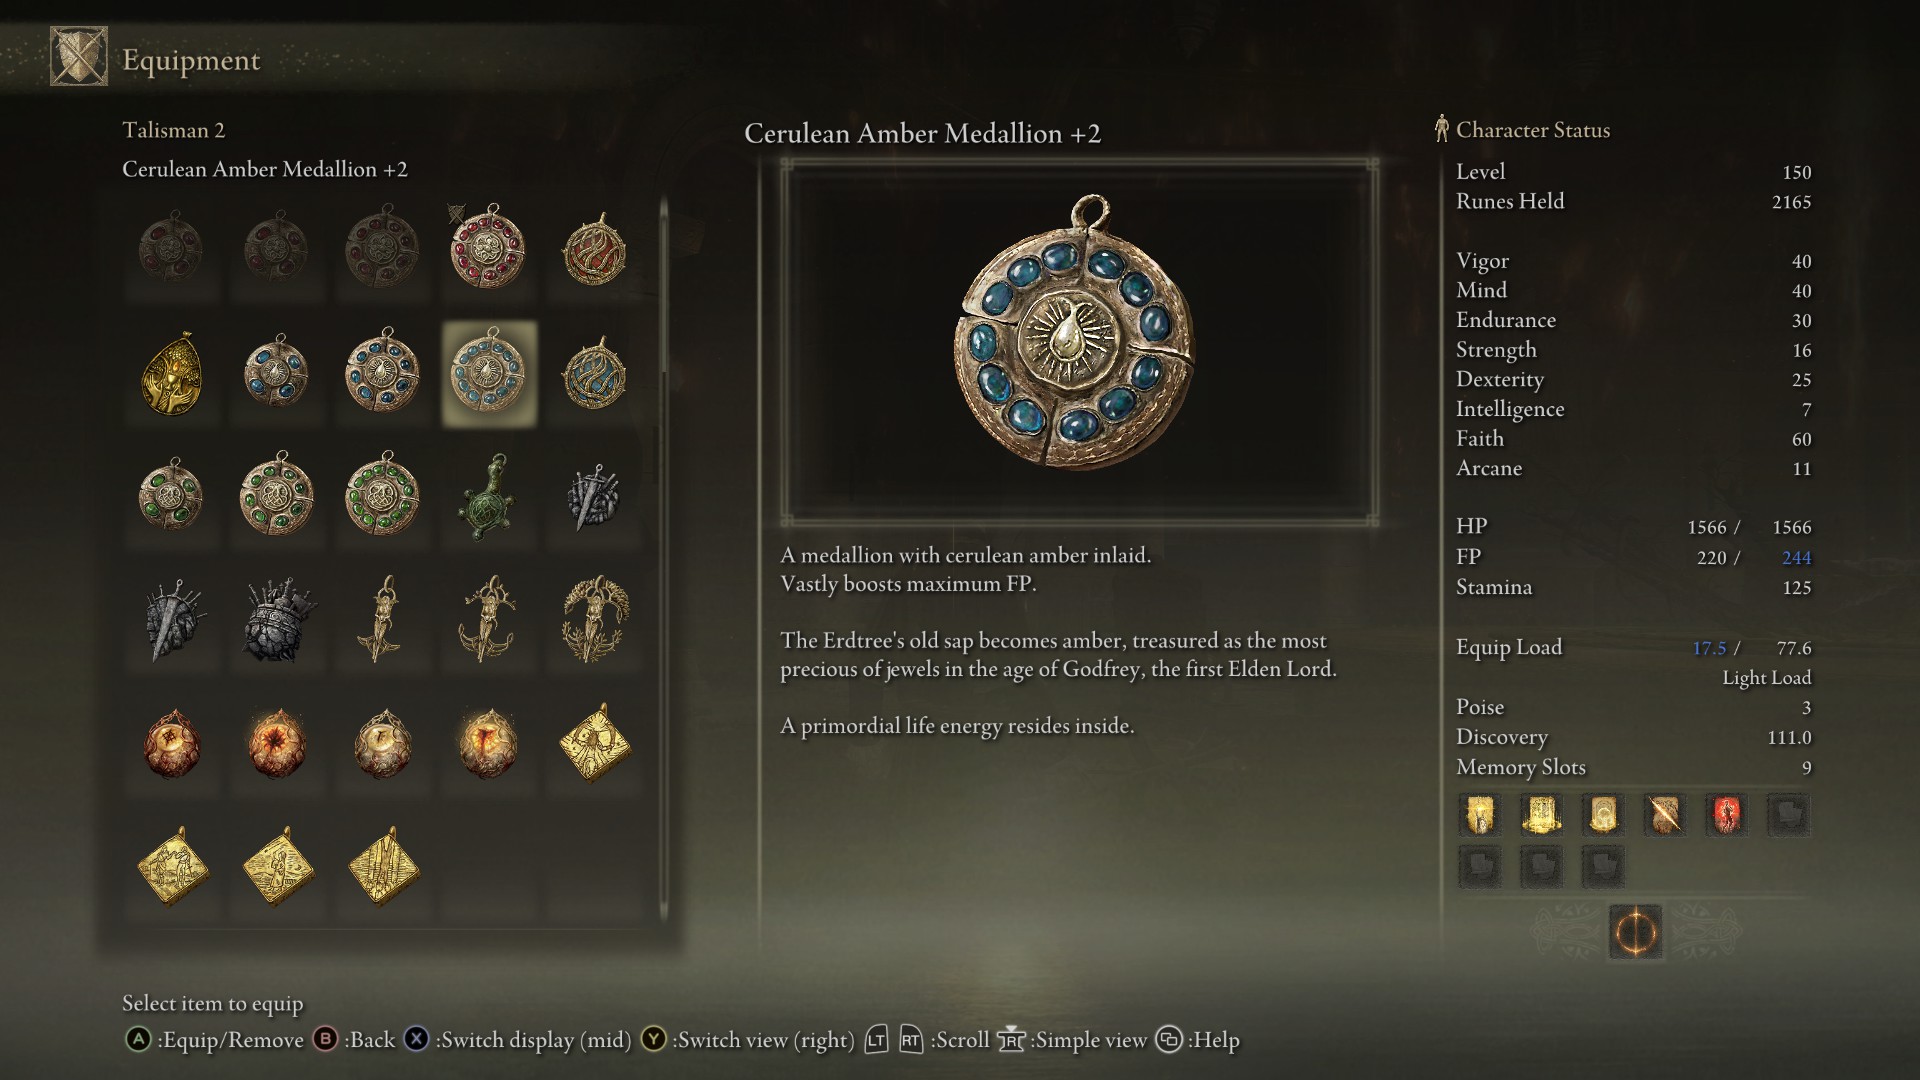 Equipment
Talisman 2
Cerulean Amber Medallion +2
Cerulean Amber Medallion +2
A medallion with cerulean amber inlaid.
Vastly boosts maximum FP.
The Erdtree's old sap becomes amber, treasured as the most
precious of jewels in the age of Godfrey, the first Elden Lord.
A primordial life energy resides inside.
Character Status
Level 150
Runes Held 2165
Vigor 40
Mind 40
Endurance 30
Strength 16
Dexterity 25
Intelligence 7
Faith 60
Arcane 11
HP 1566 / 1566
FP 220 / 244
Stamina 125
Equip Load 17.5 / 77.6
Light Load
Poise 3
Discovery 111.0
Memory Slots 9
Select item to equip
A :Equip/Remove B :Back X :Switch display (mid) Y :Switch view (right) LT RT :Scroll R :Simple view :Help